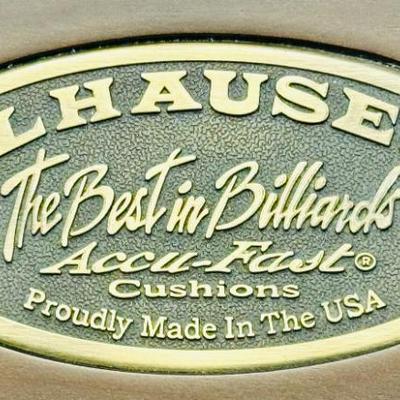 LHAUSE
The Best in Billiards
Accu-Fast®
Cushions
Proudly Made In The USA